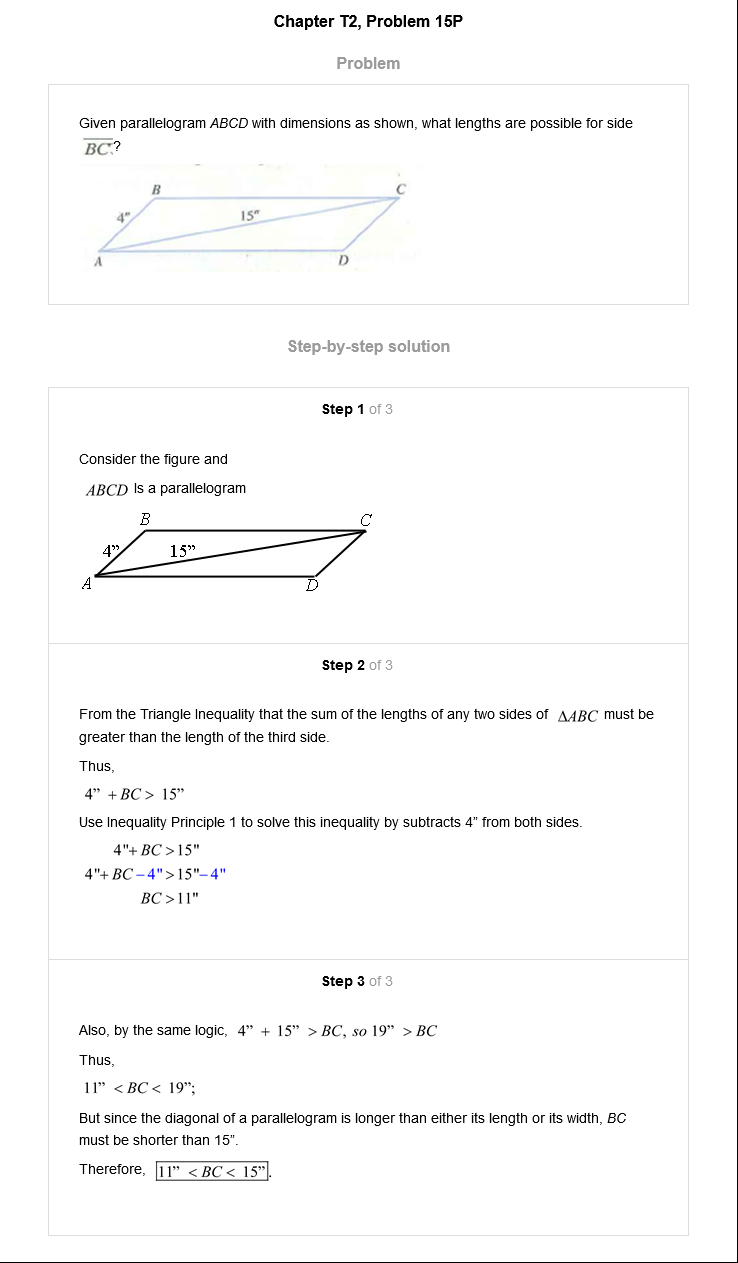 Chapter T2, Problem 15P
Problem
Given parallelogram ABCD with dimensions as shown, what lengths are possible for side
BC?
B
C
4"
15"
A
D
Step-by-step solution
Step 1 of 3
Consider the figure and
ABCD Is a parallelogram
B
C
4”
15”
A
D
Step 2 of 3
From the Triangle Inequality that the sum of the lengths of any two sides of ΔABC must be
greater than the length of the third side.
Thus,
4” + BC > 15”
Use Inequality Principle 1 to solve this inequality by subtracts 4” from both sides.
4"+ BC >15"
4"+ BC −4">15"−4"
BC >11"
Step 3 of 3
Also, by the same logic, 4” + 15” > BC, so 19” > BC
Thus,
11” < BC < 19”;
But since the diagonal of a parallelogram is longer than either its length or its width, BC
must be shorter than 15”.
Therefore, 11” < BC < 15”.